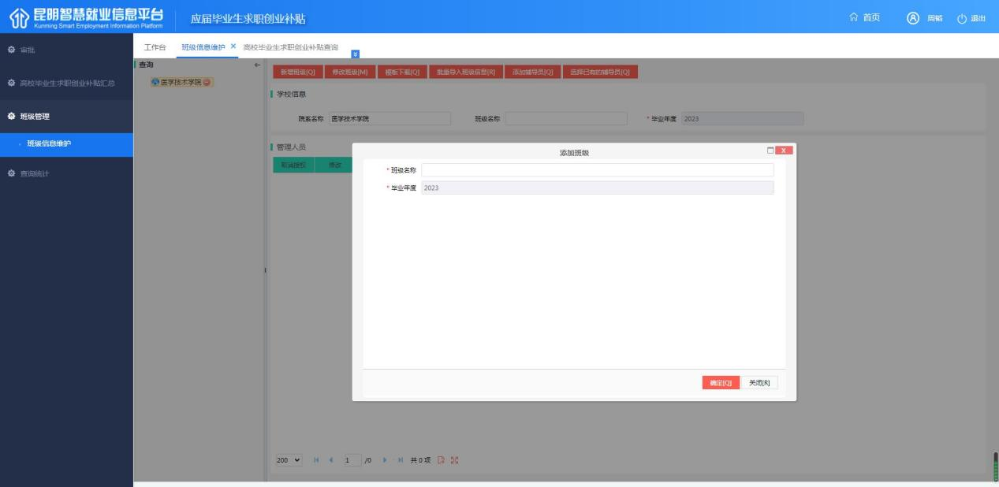 昆明智慧就业信息平台
Kunming Smart Employment Information Platform
应届毕业生求职创业补贴
首页
周韬
退出
审批
高校毕业生求职创业补贴汇总
班级管理
班级信息维护
查询统计
工作台 班级信息维护 × 高校毕业生求职创业补贴查询
查询
医学技术学院
新增班级[Q] 修改班级[M] 模板下载[Q] 批量导入班级信息[R] 添加辅导员[Q] 选择已有的辅导员[Q]
学校信息
院系名称 医学技术学院 班级名称 * 毕业年度 2023
管理人员
取消授权 修改
添加班级
X
* 班级名称
* 毕业年度 2023
确定[Q] 关闭[R]
200 1 /0 共 0 项